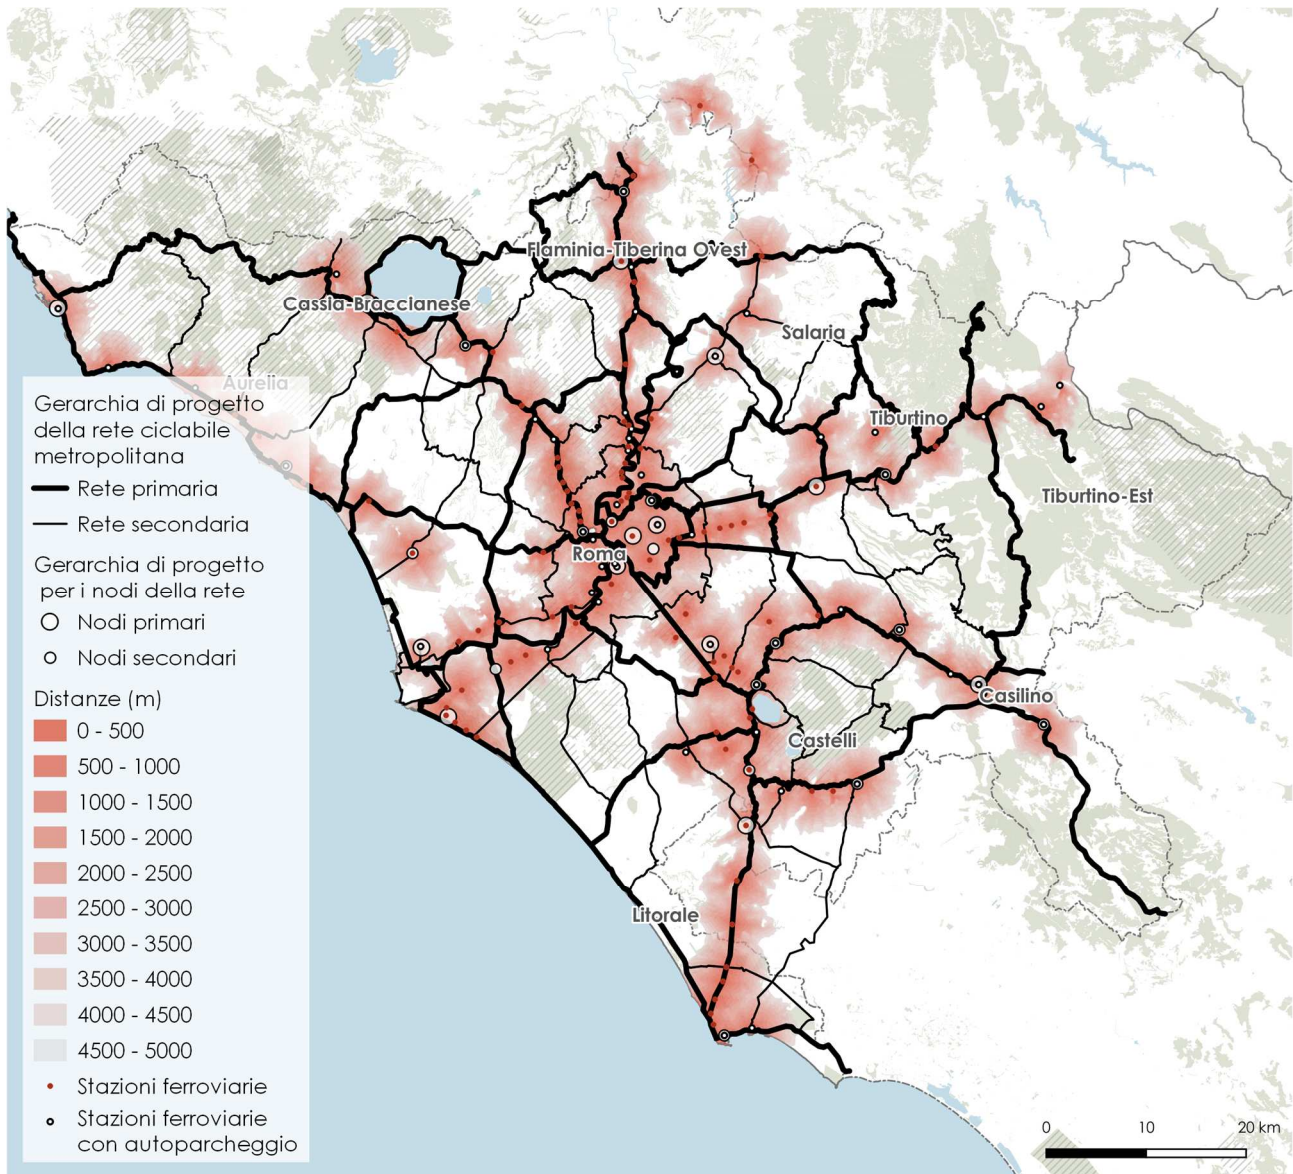 Flaminia-Tiberina Ovest
Cassia-Braccianese
Salaria
Aurelia
Tiburtino
Tiburtino-Est
Roma
Casilino
Castelli
Litorale
Gerarchia di progetto
della rete ciclabile
metropolitana
Rete primaria
Rete secondaria
Gerarchia di progetto
per i nodi della rete
Nodi primari
Nodi secondari
Distanze (m)
0 - 500
500 - 1000
1000 - 1500
1500 - 2000
2000 - 2500
2500 - 3000
3000 - 3500
3500 - 4000
4000 - 4500
4500 - 5000
Stazioni ferroviarie
Stazioni ferroviarie
con autoparcheggio
0 10 20 km